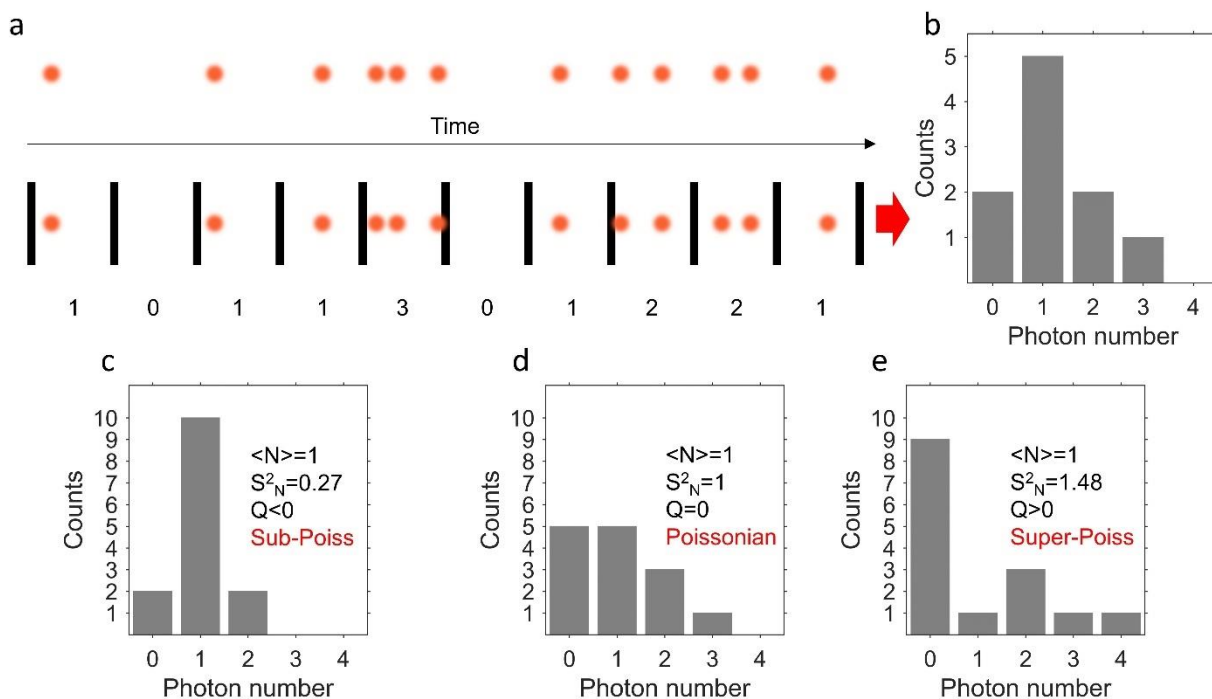 a
Time
1 0 1 1 3 0 1 2 2 1
b
Counts
5
4
3
2
1
0 1 2 3 4
Photon number
c
Counts
10
9
8
7
6
5
4
3
2
1
<N>=1
S²N=0.27
Q<0
Sub-Poiss
0 1 2 3 4
Photon number
d
Counts
10
9
8
7
6
5
4
3
2
1
<N>=1
S²N=1
Q=0
Poissonian
0 1 2 3 4
Photon number
e
Counts
10
9
8
7
6
5
4
3
2
1
<N>=1
S²N=1.48
Q>0
Super-Poiss
0 1 2 3 4
Photon number